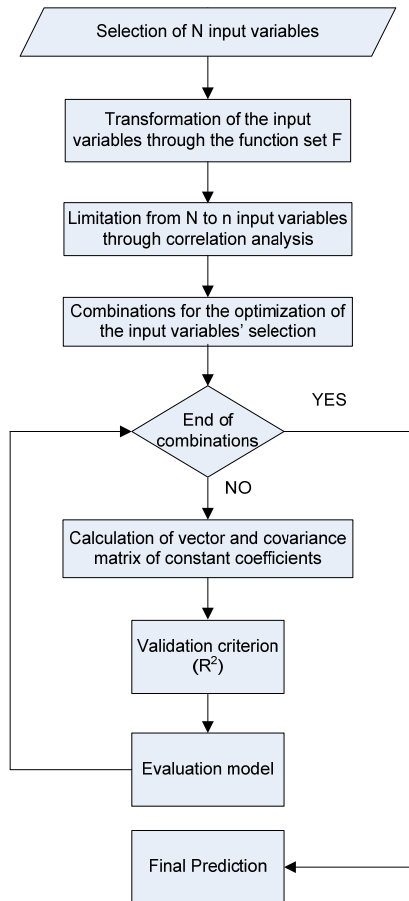 Selection of N input variables
Transformation of the input
variables through the function set F
Limitation from N to n input variables
through correlation analysis
Combinations for the optimization of
the input variables’ selection
End of
combinations
YES
NO
Calculation of vector and covariance
matrix of constant coefficients
Validation criterion
(R²)
Evaluation model
Final Prediction